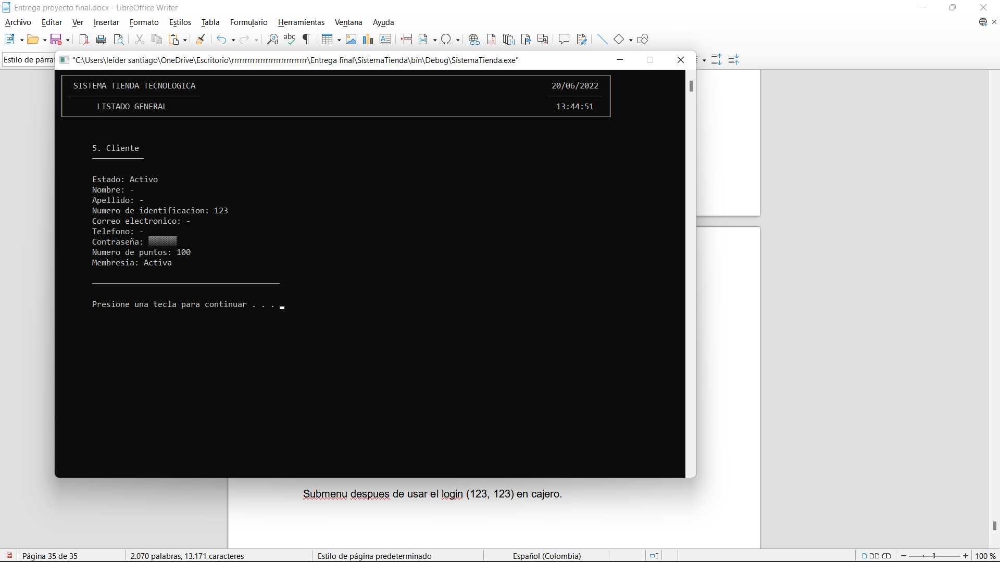 Entrega proyecto final.docx - LibreOffice Writer
Archivo Editar Ver Insertar Formato Estilos Tabla Formulario Herramientas Ventana Ayuda
Estilo de párra
"C:\Users\leider santiago\OneDrive\Escritorio\rrrrrrrrrrrrrrrrrrrrrrrrrrrrr\Entrega final\SistemaTienda\bin\Debug\SistemaTienda.exe"
SISTEMA TIENDA TECNOLOGICA 20/06/2022
LISTADO GENERAL 13:44:51
5. Cliente
Estado: Activo
Nombre: -
Apellido: -
Numero de identificacion: 123
Correo electronico: -
Telefono: -
Contraseña: ▒▒▒▒▒▒
Numero de puntos: 100
Membresia: Activa
Presione una tecla para continuar . . .
Submenu despues de usar el login (123, 123) en cajero.
Página 35 de 35 2.070 palabras, 13.171 caracteres Estilo de página predeterminado Español (Colombia) 100 %